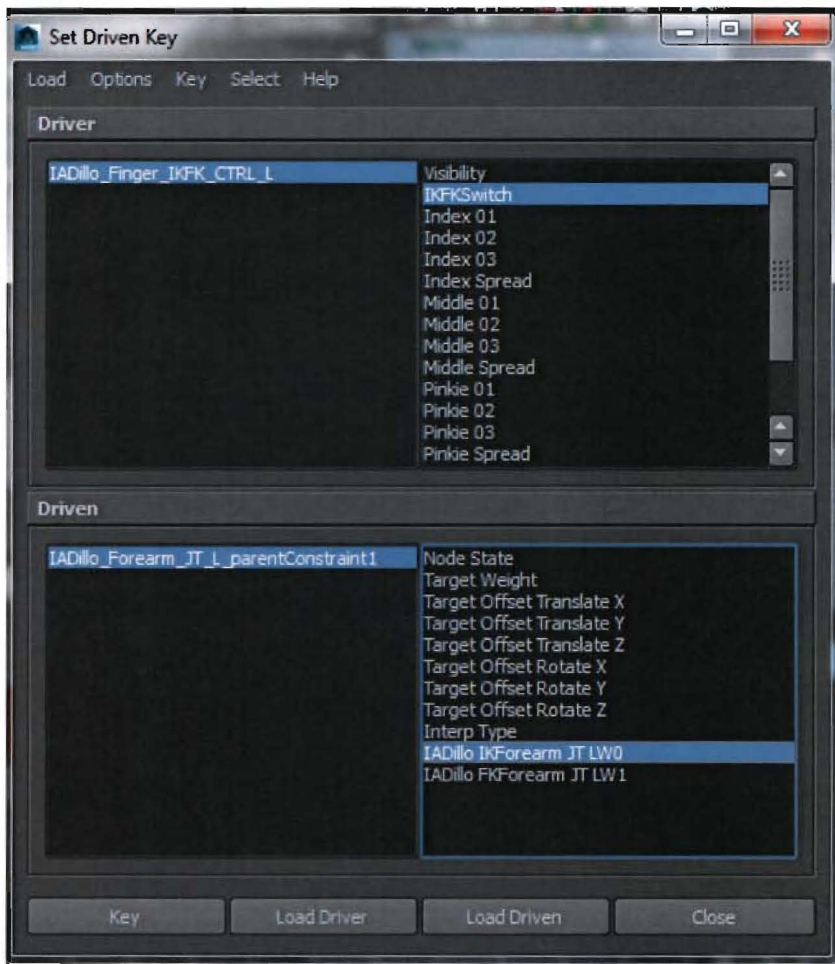 Set Driven Key
Load Options Key Select Help
Driver
IADillo_Finger_IKFK_CTRL_L
Visibility
IKFKSwitch
Index 01
Index 02
Index 03
Index Spread
Middle 01
Middle 02
Middle 03
Middle Spread
Pinkie 01
Pinkie 02
Pinkie 03
Pinkie Spread
Driven
IADillo_Forearm_JT_L_parentConstraint1
Node State
Target Weight
Target Offset Translate X
Target Offset Translate Y
Target Offset Translate Z
Target Offset Rotate X
Target Offset Rotate Y
Target Offset Rotate Z
Interp Type
IADillo IKForearm JT LW0
IADillo FKForearm JT LW1
Key Load Driver Load Driven Close